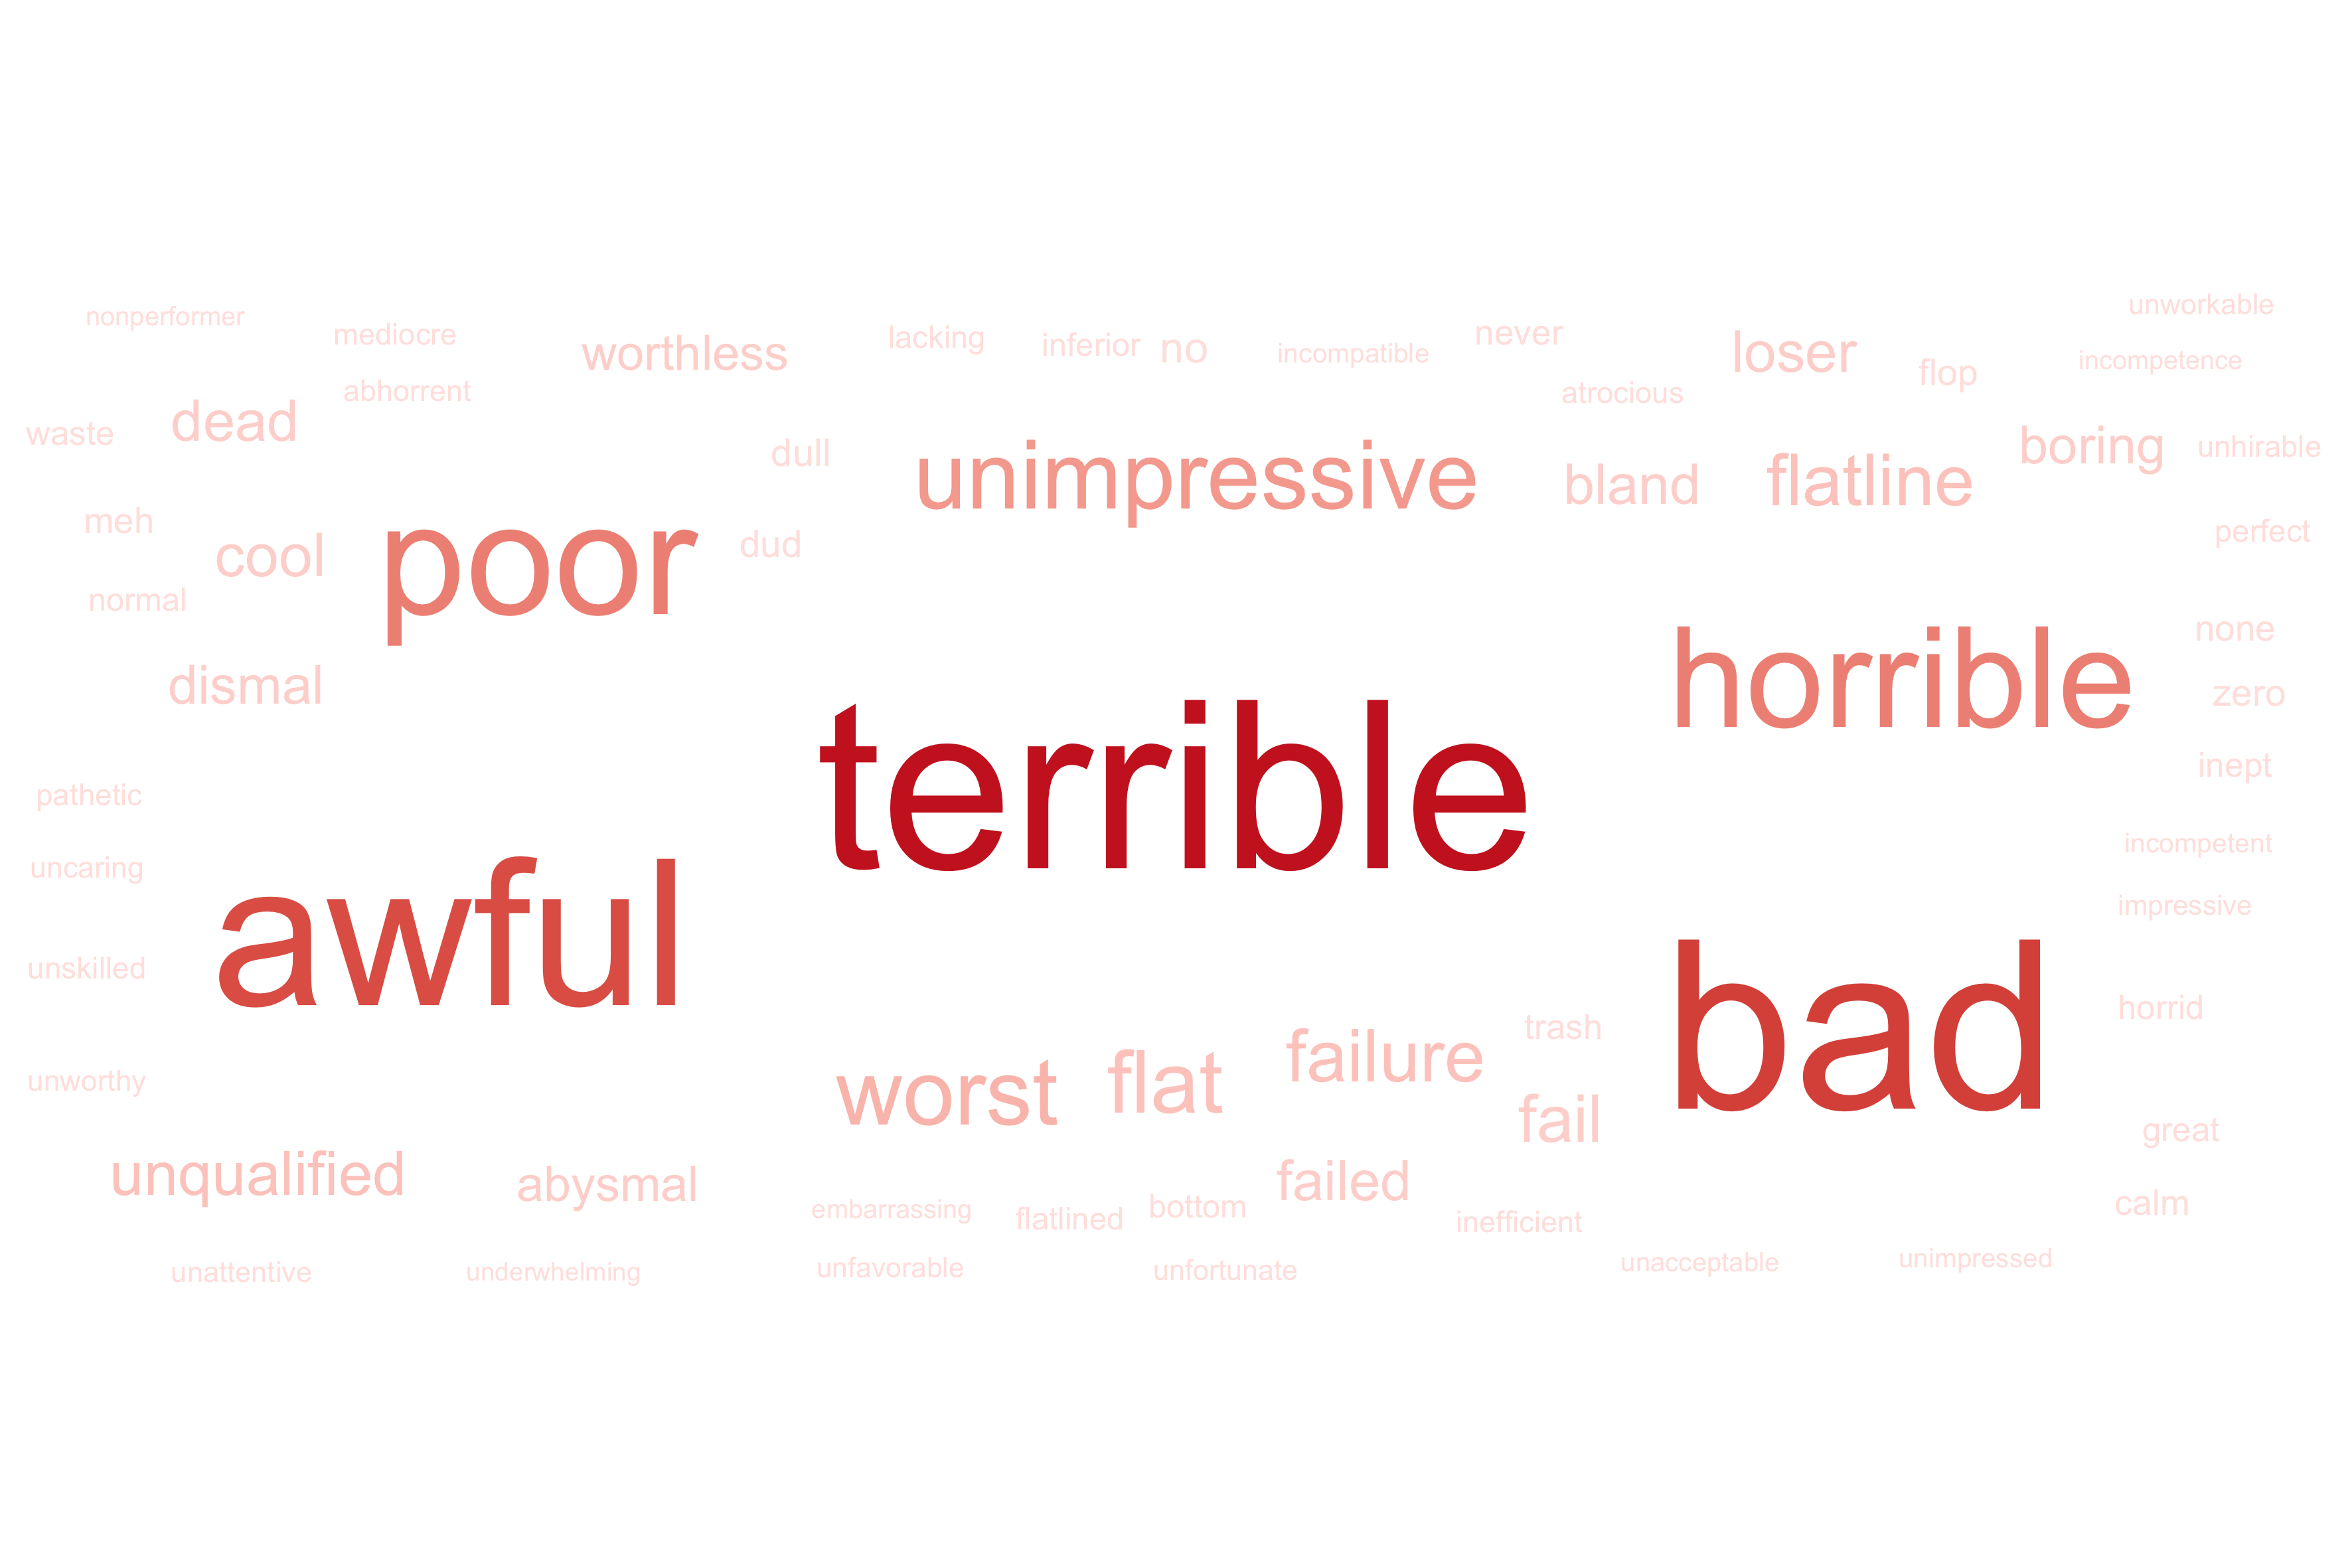 unworkable
nonperformer
mediocre
worthless
lacking
inferior
no
incompatible
never
loser
flop
incompetence
abhorrent
atrocious
waste
dead
dull
unimpressive
bland
flatline
boring
unhirable
meh
cool
poor
dud
perfect
normal
none
dismal
horrible
zero
pathetic
terrible
inept
uncaring
incompetent
impressive
unskilled
awful
bad
horrid
trash
unworthy
worst
flat
failure
fail
great
unqualified
abysmal
failed
calm
embarrassing
flatlined
bottom
inefficient
unattentive
underwhelming
unfavorable
unfortunate
unacceptable
unimpressed